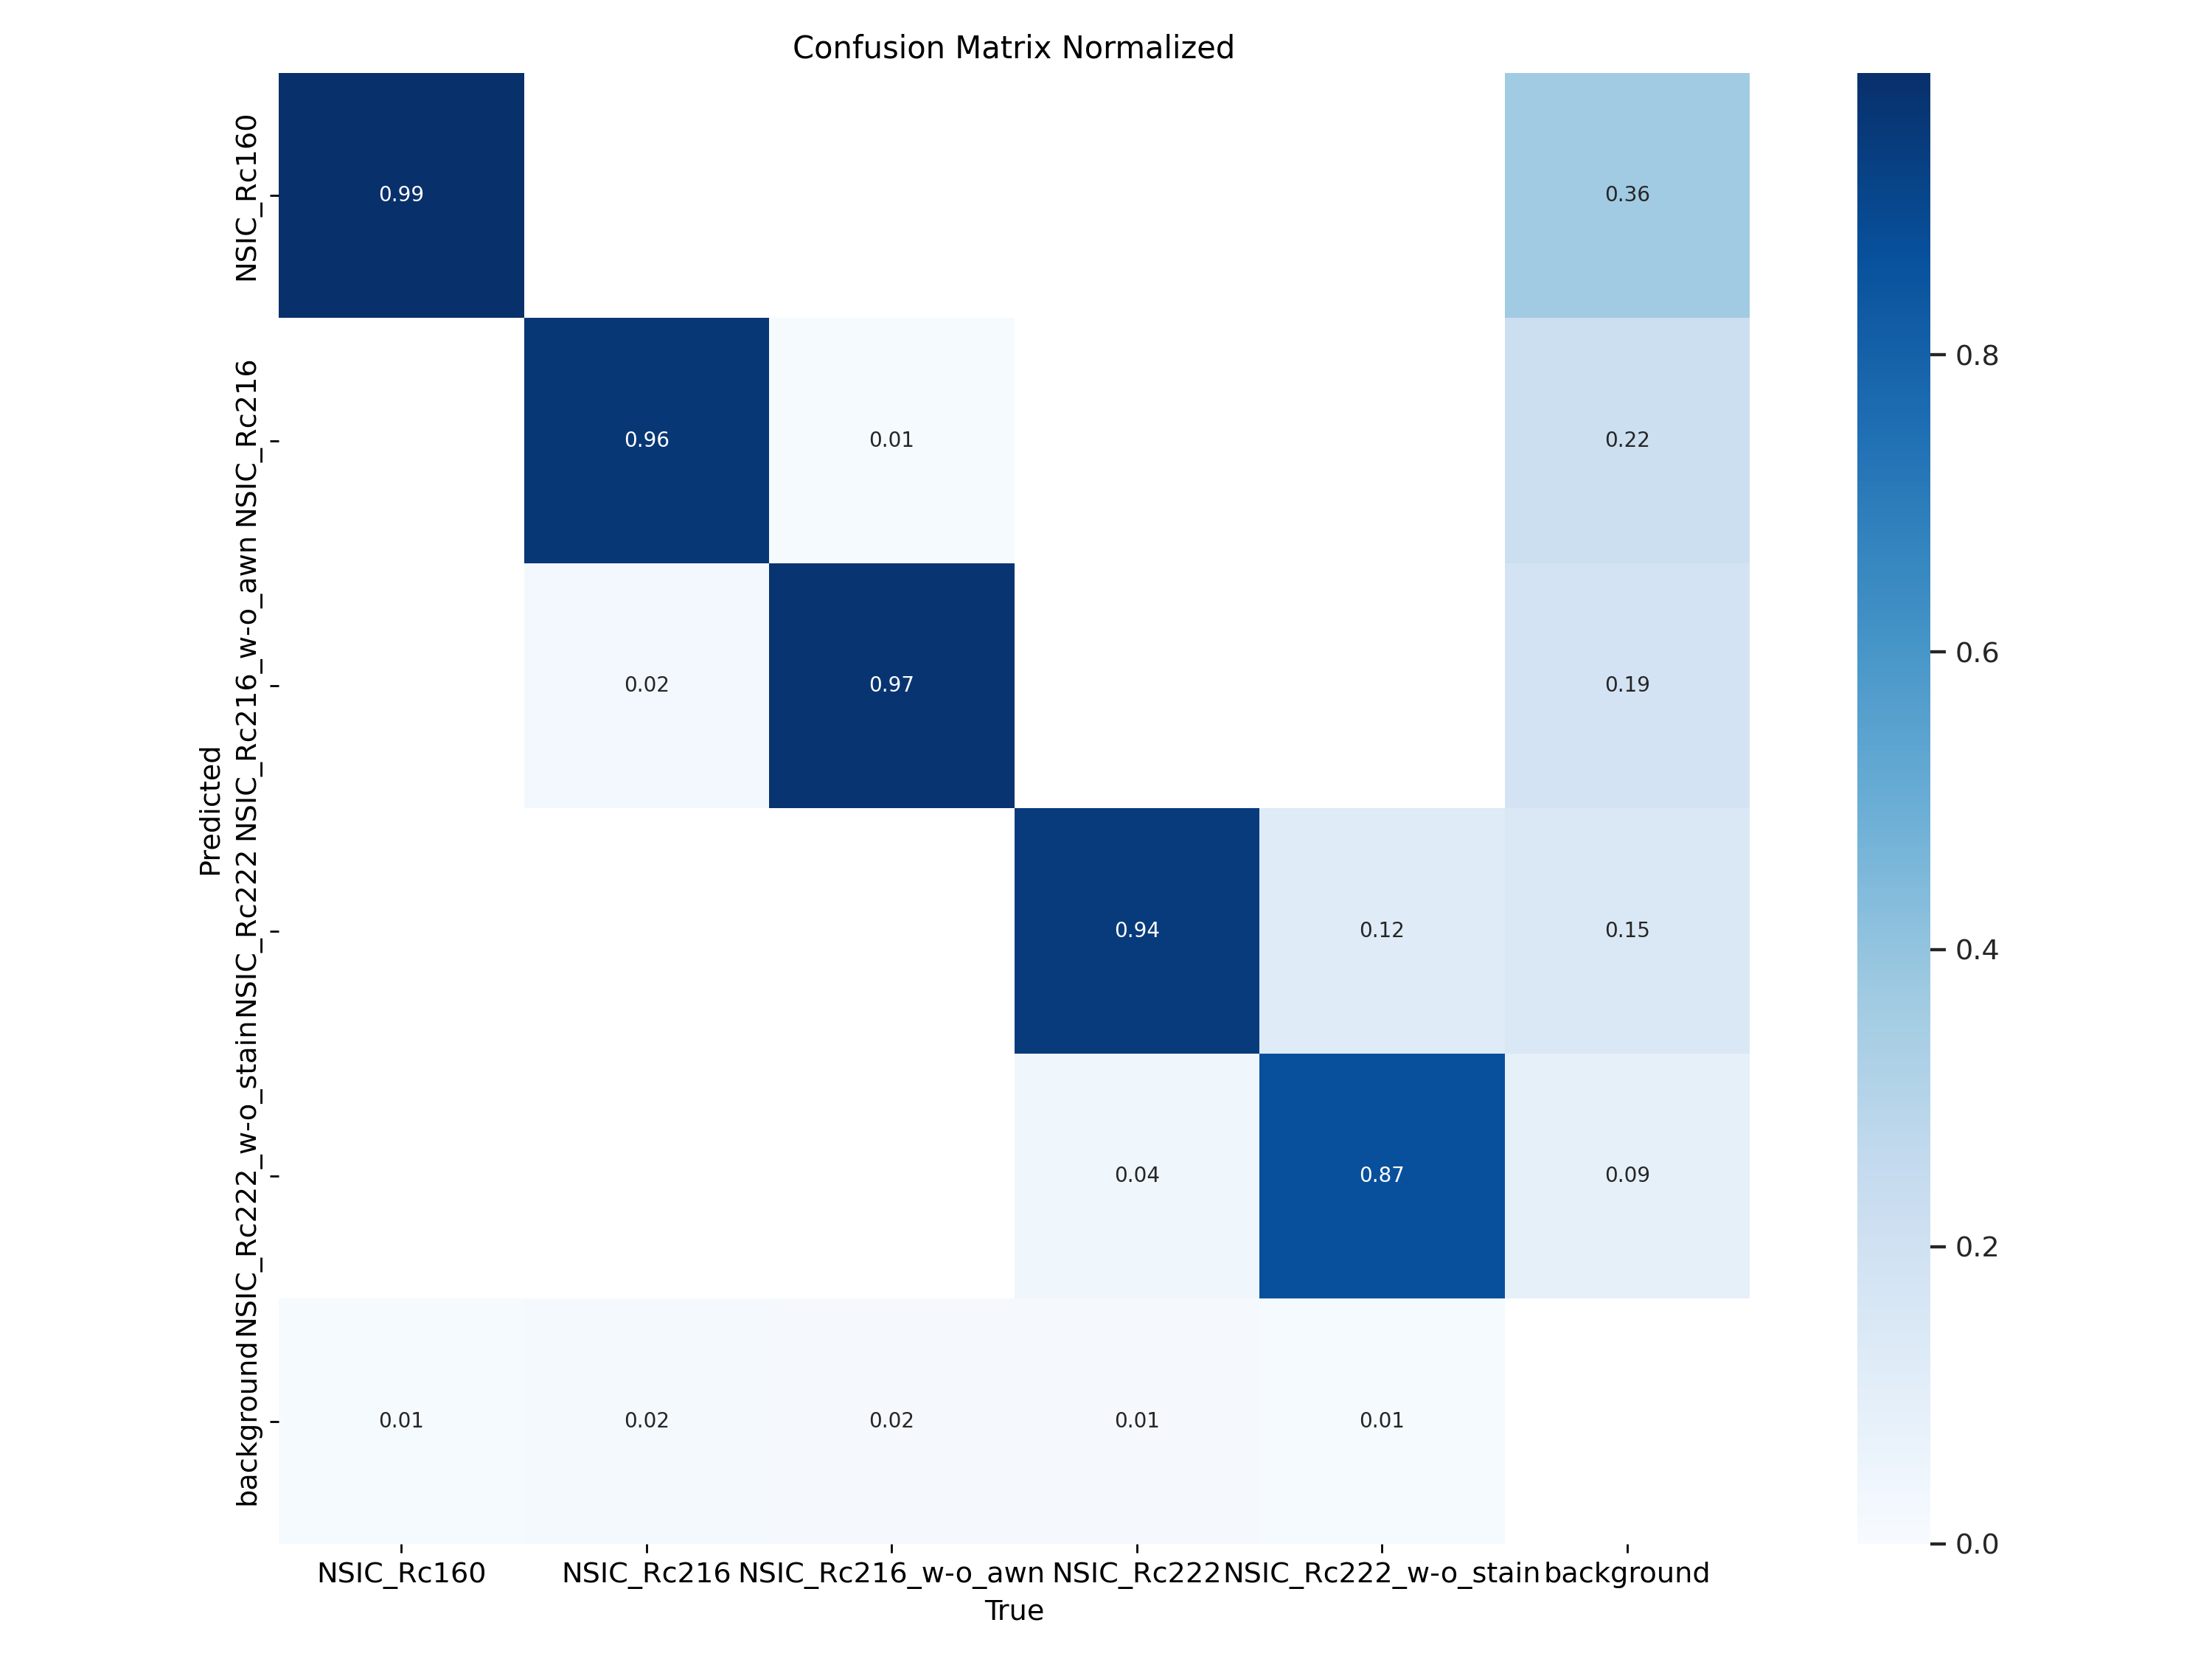 Confusion Matrix Normalized
NSIC_Rc160
0.99
0.36
0.8
NSIC_Rc216
0.96
0.01
0.22
0.6
NSIC_Rc216_w-o_awn
0.02
0.97
0.19
Predicted
NSIC_Rc222
0.94
0.12
0.15
0.4
NSIC_Rc222_w-o_stain
0.04
0.87
0.09
0.2
background
0.01
0.02
0.02
0.01
0.01
0.0
NSIC_Rc160
NSIC_Rc216
NSIC_Rc216_w-o_awn
NSIC_Rc222
NSIC_Rc222_w-o_stain
background
True